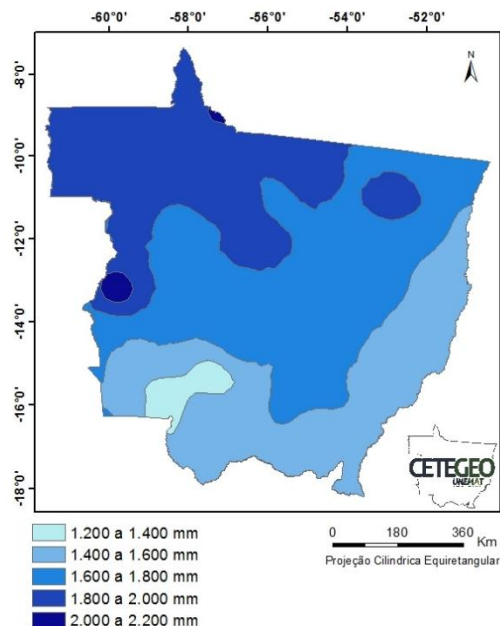 -60°0' -58°0' -56°0' -54°0' -52°0'
-8°0'
-10°0'
-12°0'
-14°0'
-16°0'
-18°0'
N
CETEGEO
UNEMAT
1.200 a 1.400 mm
1.400 a 1.600 mm
1.600 a 1.800 mm
1.800 a 2.000 mm
2.000 a 2.200 mm
0 180 360
Km
Projeção Cilindrica Equiretangular